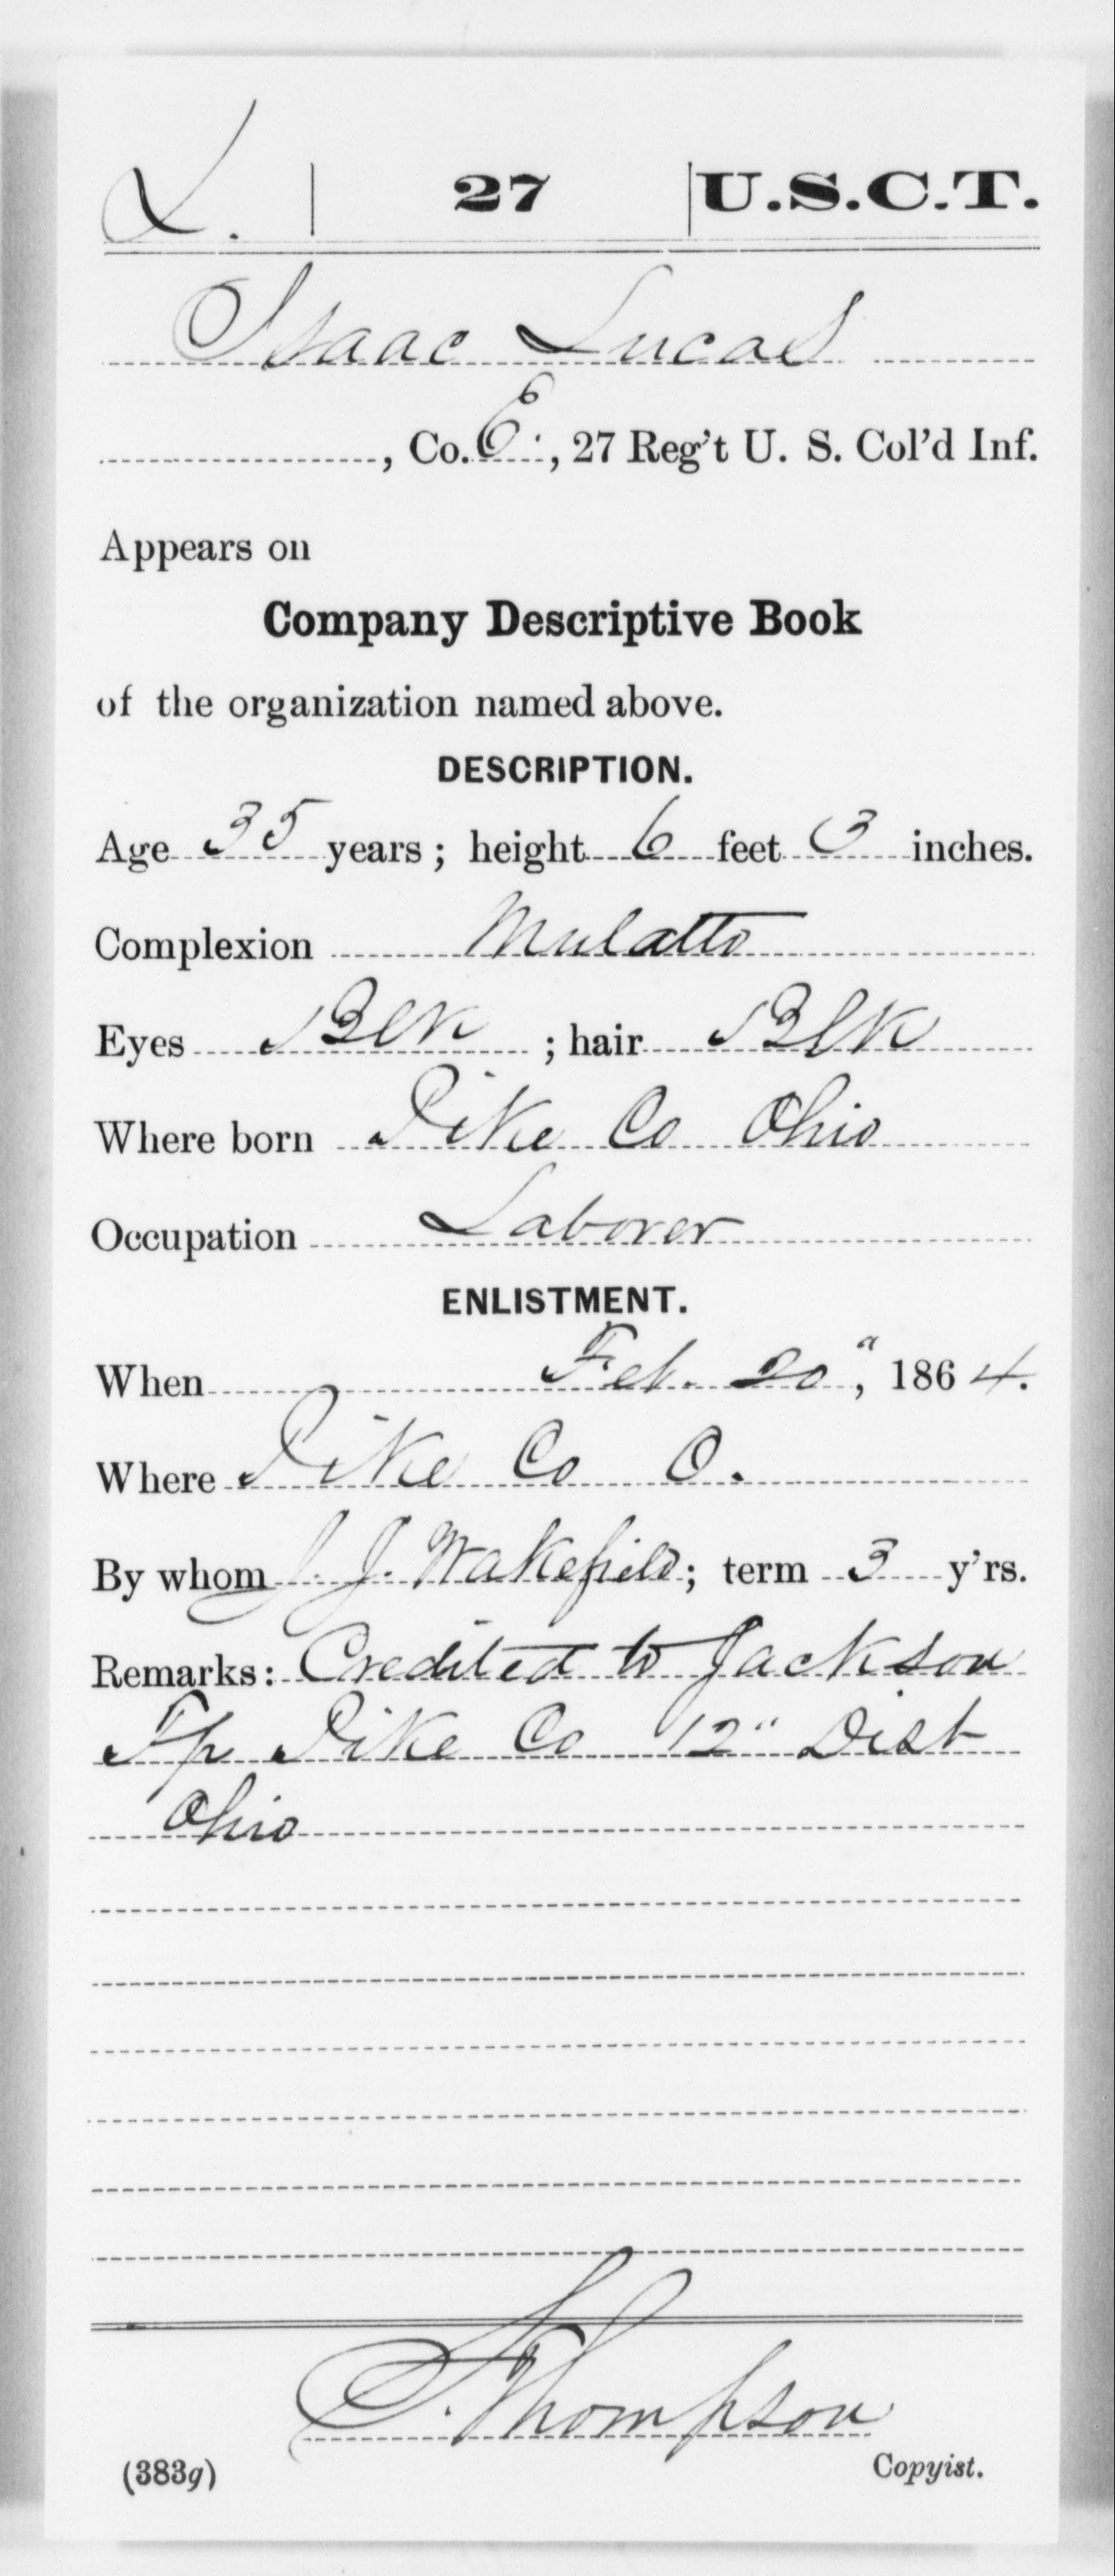 L. | 27 | U.S.C.T.
Isaac Lucas
, Co. E., 27 Reg't U. S. Col'd Inf.
Appears on
Company Descriptive Book
of the organization named above.
DESCRIPTION.
Age 35 years; height 6 feet 3 inches.
Complexion Mulatto
Eyes Blk ; hair Blk
Where born Pike Co Ohio
Occupation Laborer
ENLISTMENT.
When Feb. 20", 1864.
Where Pike Co O.
By whom J. J. Wakefield; term 3 y'rs.
Remarks: Credited to Jackson
Tp Pike Co 12" Dist
Ohio
S. Thompson
(383g) Copyist.